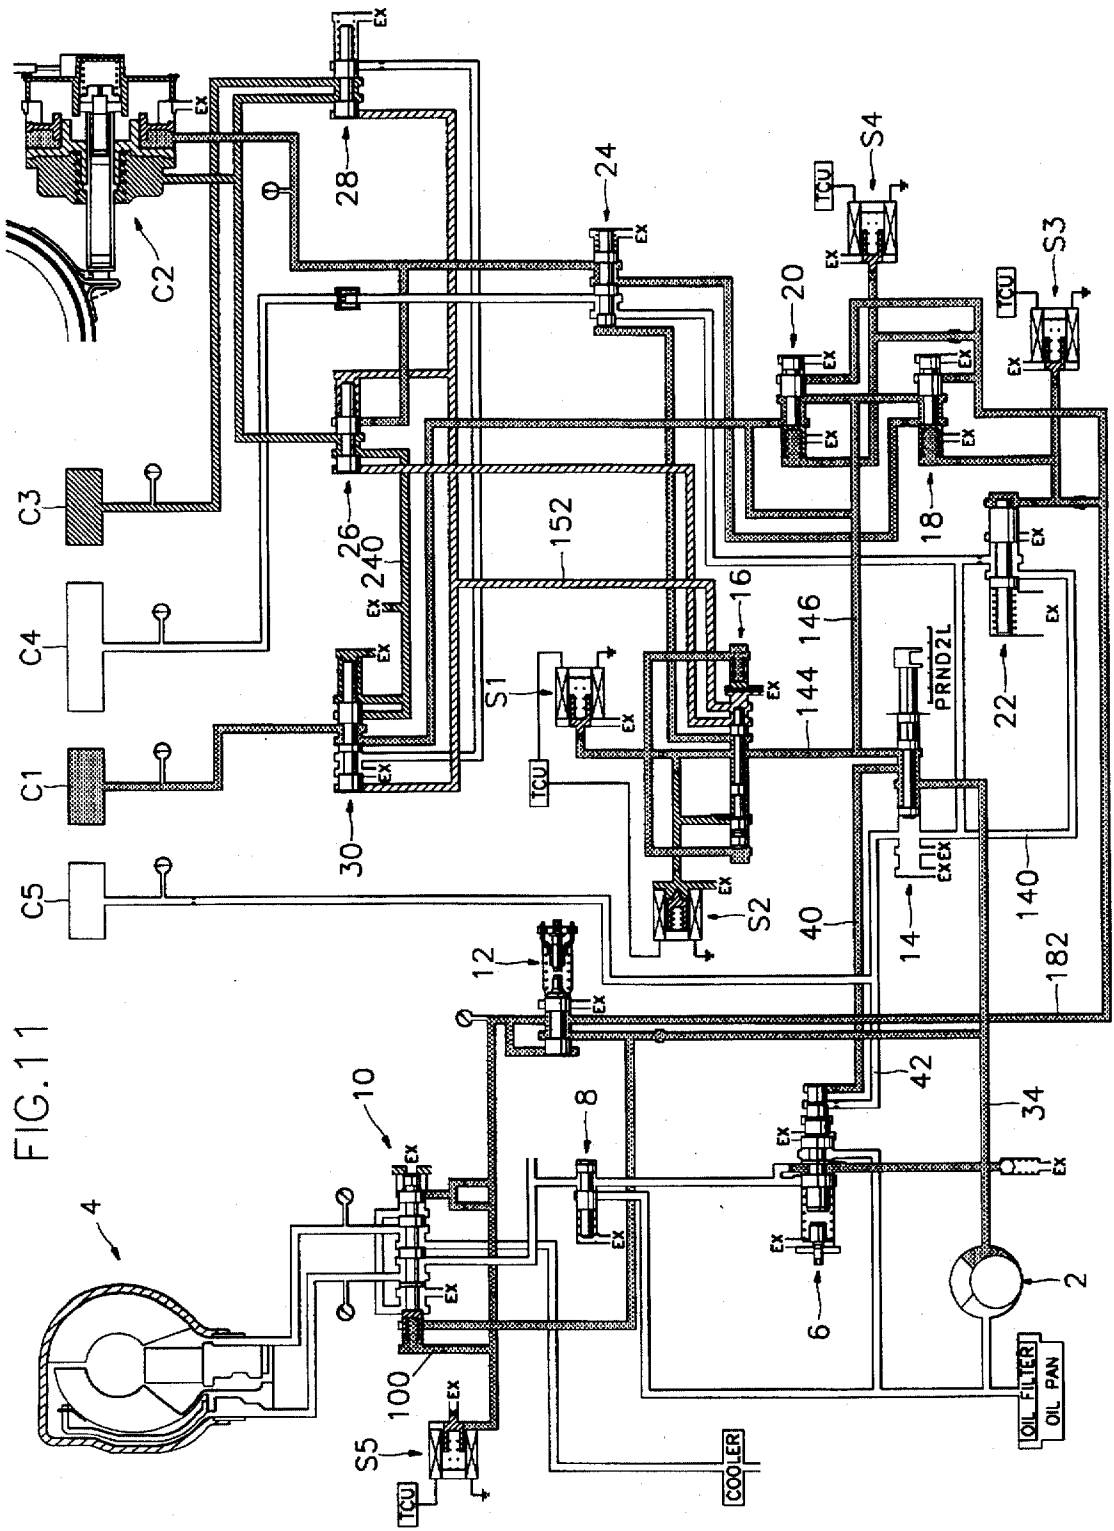 FIG.11
4
C5
C1
C4
C3
C2
EX
EX
28
EX
EX
EX
30
240
26
24
EX
10
EX
EX
100
S5
EX
TCU
12
EX
8
EX
S1
EX
TCU
152
S2
EX
16
EX
TCU
S4
EX
20
EX
EX
18
EX
EX
TCU
S3
EX
22
EX
EX
146
144
PRND2L
14
EX
EX
EX
140
40
42
182
34
EX
EX
EX
6
2
COOLER
OIL FILTER
OIL PAN